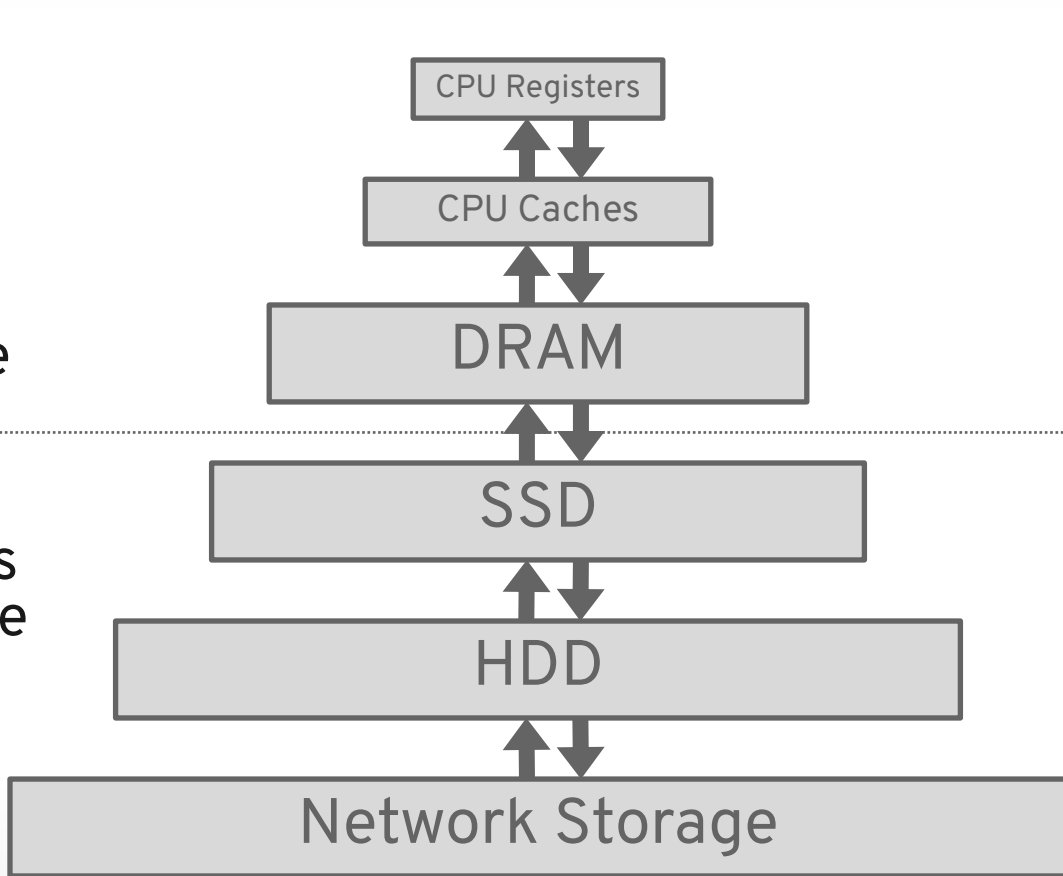 CPU Registers
CPU Caches
DRAM
SSD
HDD
Network Storage